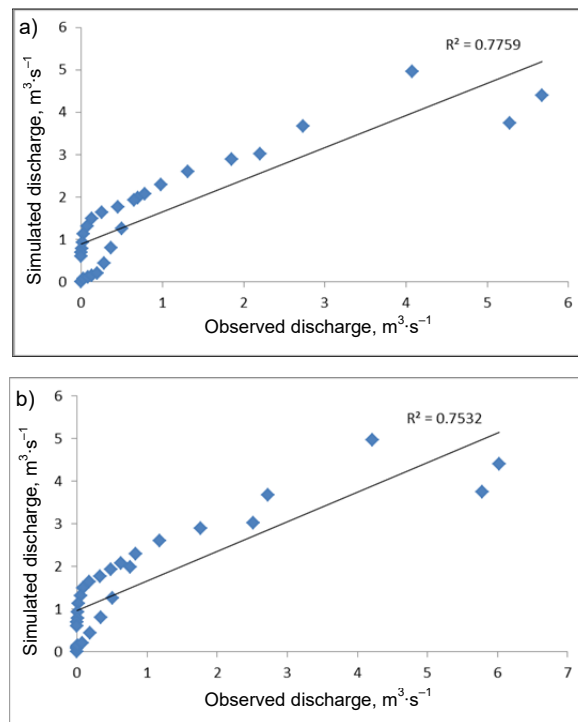 a)
R² = 0.7759
6
5
4
3
2
1
0
0 1 2 3 4 5 6
Simulated discharge, m³·s⁻¹
Observed discharge, m³·s⁻¹
b)
R² = 0.7532
6
5
4
3
2
1
0
0 1 2 3 4 5 6 7
Simulated discharge, m³·s⁻¹
Observed discharge, m³·s⁻¹